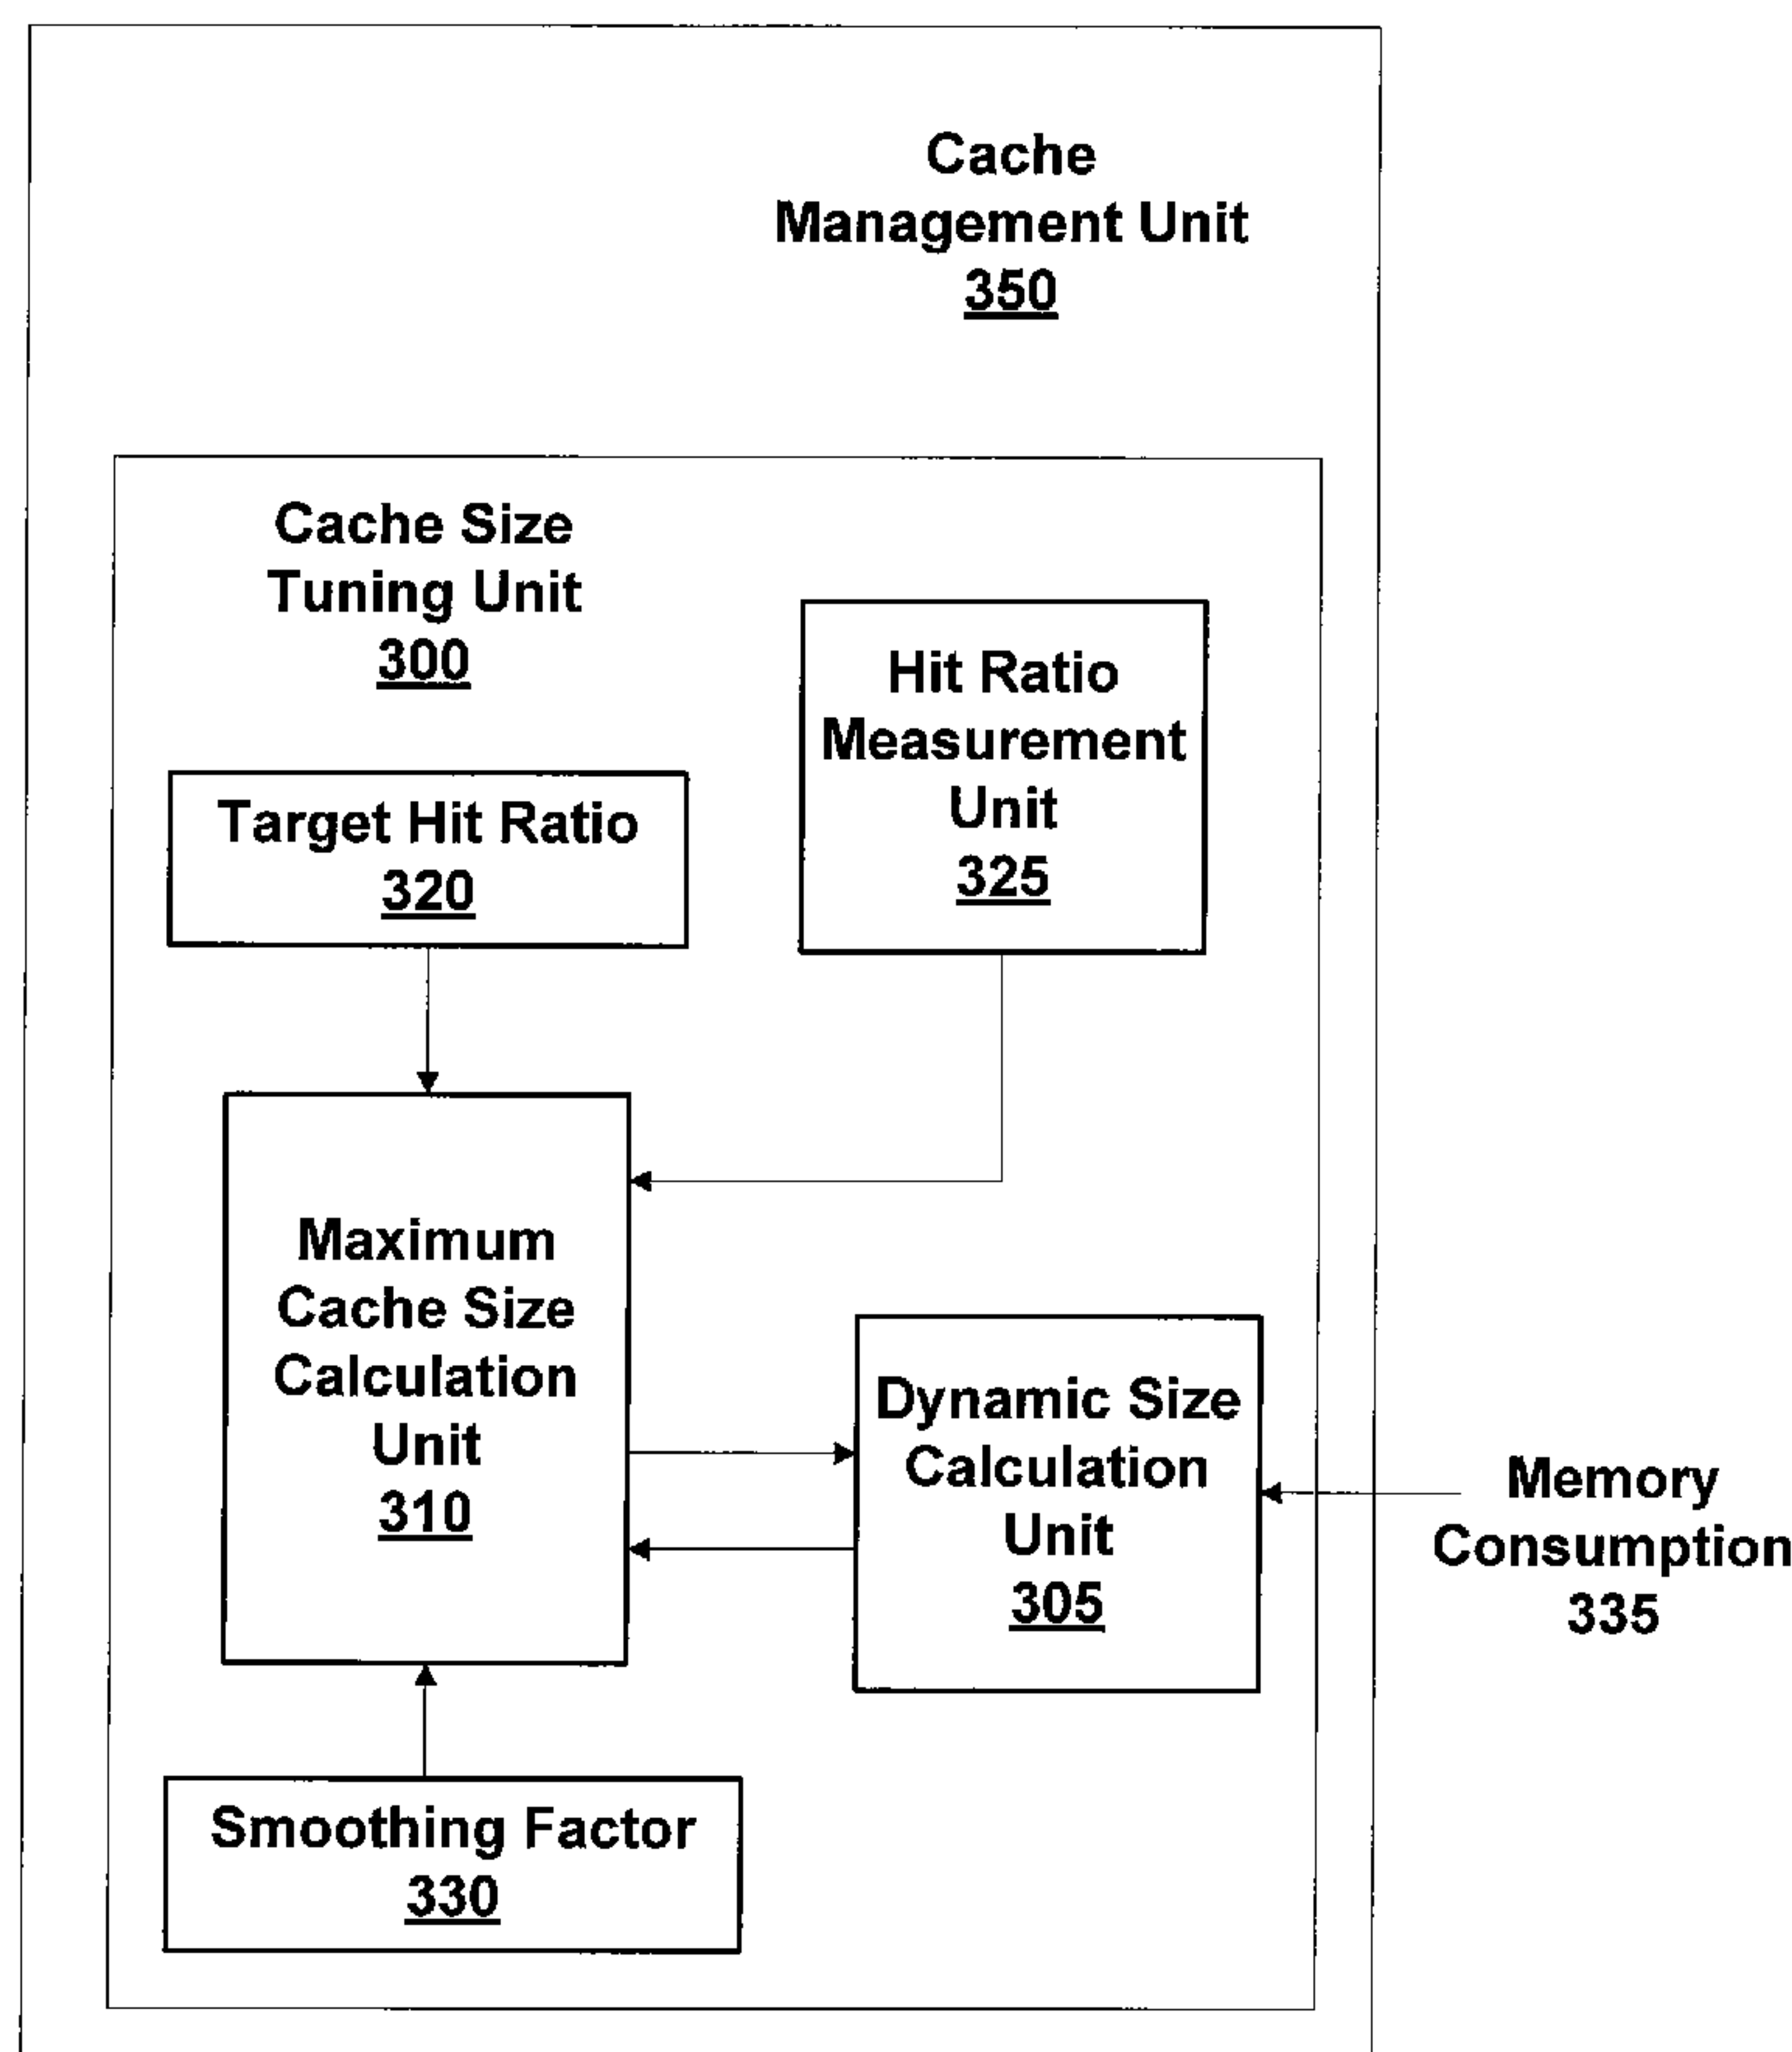 Cache
Management Unit
350
Cache Size
Tuning Unit
300
Hit Ratio
Measurement
Unit
325
Target Hit Ratio
320
Maximum
Cache Size
Calculation
Unit
310
Dynamic Size
Calculation
Unit
305
Memory
Consumption
335
Smoothing Factor
330